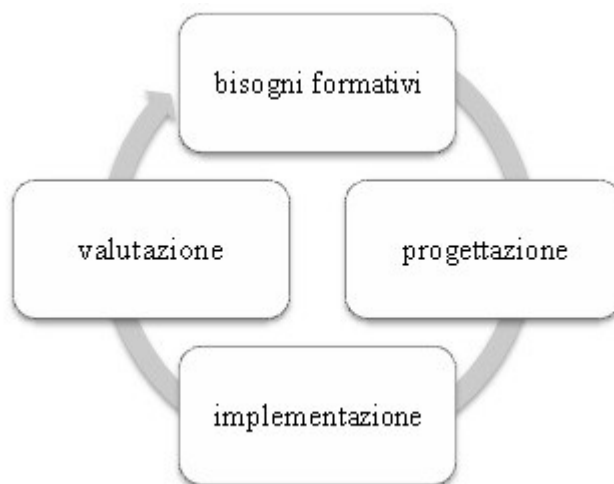 bisogni formativi
progettazione
implementazione
valutazione